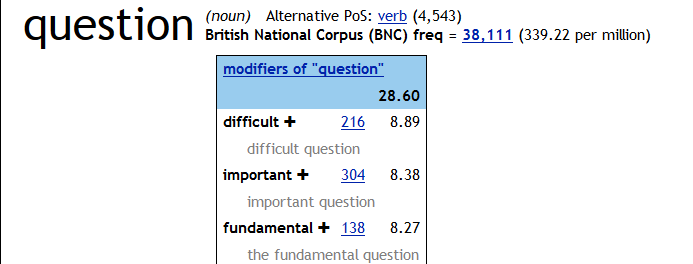 question (noun) Alternative PoS: verb (4,543)
British National Corpus (BNC) freq = 38,111 (339.22 per million)
modifiers of "question"
28.60
difficult + 216 8.89
difficult question
important + 304 8.38
important question
fundamental + 138 8.27
the fundamental question